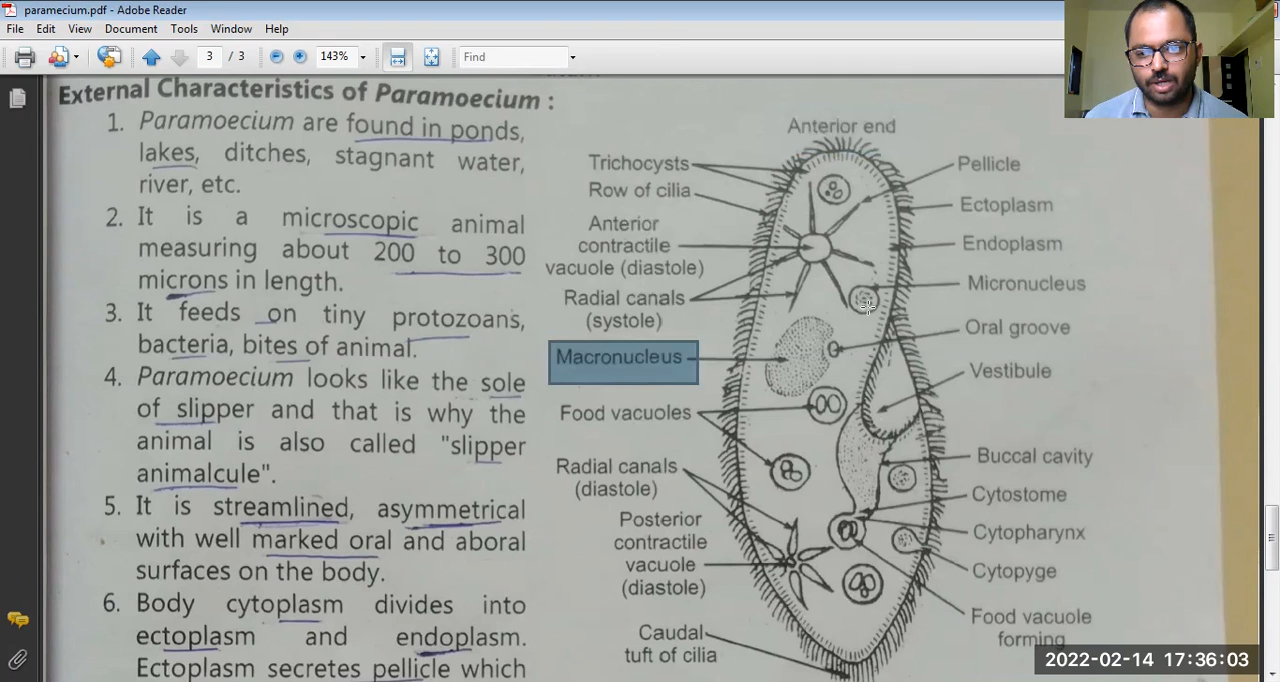 paramecium.pdf - Adobe Reader
File Edit View Document Tools Window Help
3 / 3 143% Find
External Characteristics of Paramoecium :
1. Paramoecium are found in ponds,
lakes, ditches, stagnant water,
river, etc.
2. It is a microscopic animal
measuring about 200 to 300
microns in length.
3. It feeds on tiny protozoans,
bacteria, bites of animal.
4. Paramoecium looks like the sole
of slipper and that is why the
animal is also called "slipper
animalcule".
5. It is streamlined, asymmetrical
with well marked oral and aboral
surfaces on the body.
6. Body cytoplasm divides into
ectoplasm and endoplasm.
Ectoplasm secretes pellicle which
Anterior end
Trichocysts
Row of cilia
Anterior
contractile
vacuole (diastole)
Radial canals
(systole)
Macronucleus
Food vacuoles
Radial canals
(diastole)
Posterior
contractile
vacuole
(diastole)
Caudal
tuft of cilia
Pellicle
Ectoplasm
Endoplasm
Micronucleus
Oral groove
Vestibule
Buccal cavity
Cytostome
Cytopharynx
Cytopyge
Food vacuole
forming
2022-02-14 17:36:03